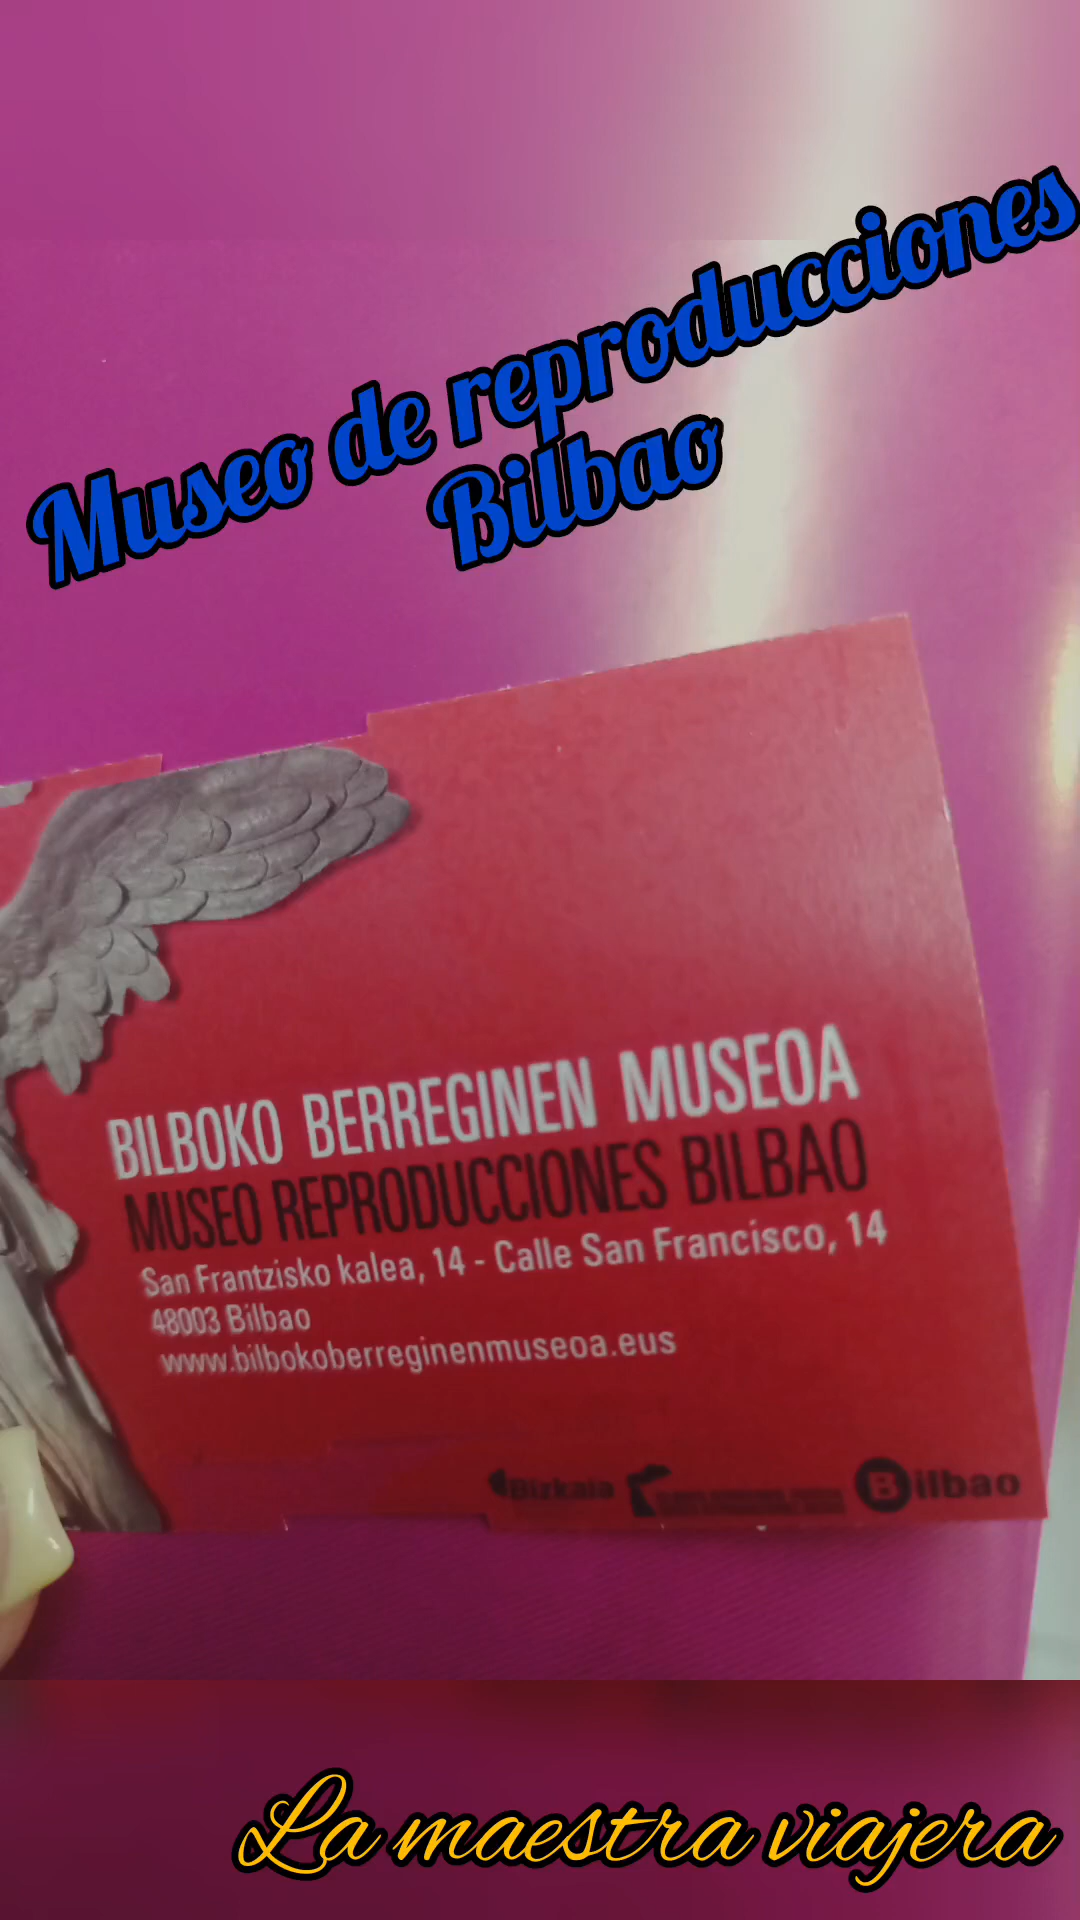 Museo de reproducciones
Bilbao
BILBOKO BERREGINEN MUSEOA
MUSEO REPRODUCCIONES BILBAO
San Frantzisko kalea, 14 - Calle San Francisco, 14
48003 Bilbao
www.bilbokoberreginenmuseoa.eus
Bizkaia
Bilbao
La maestra viajera